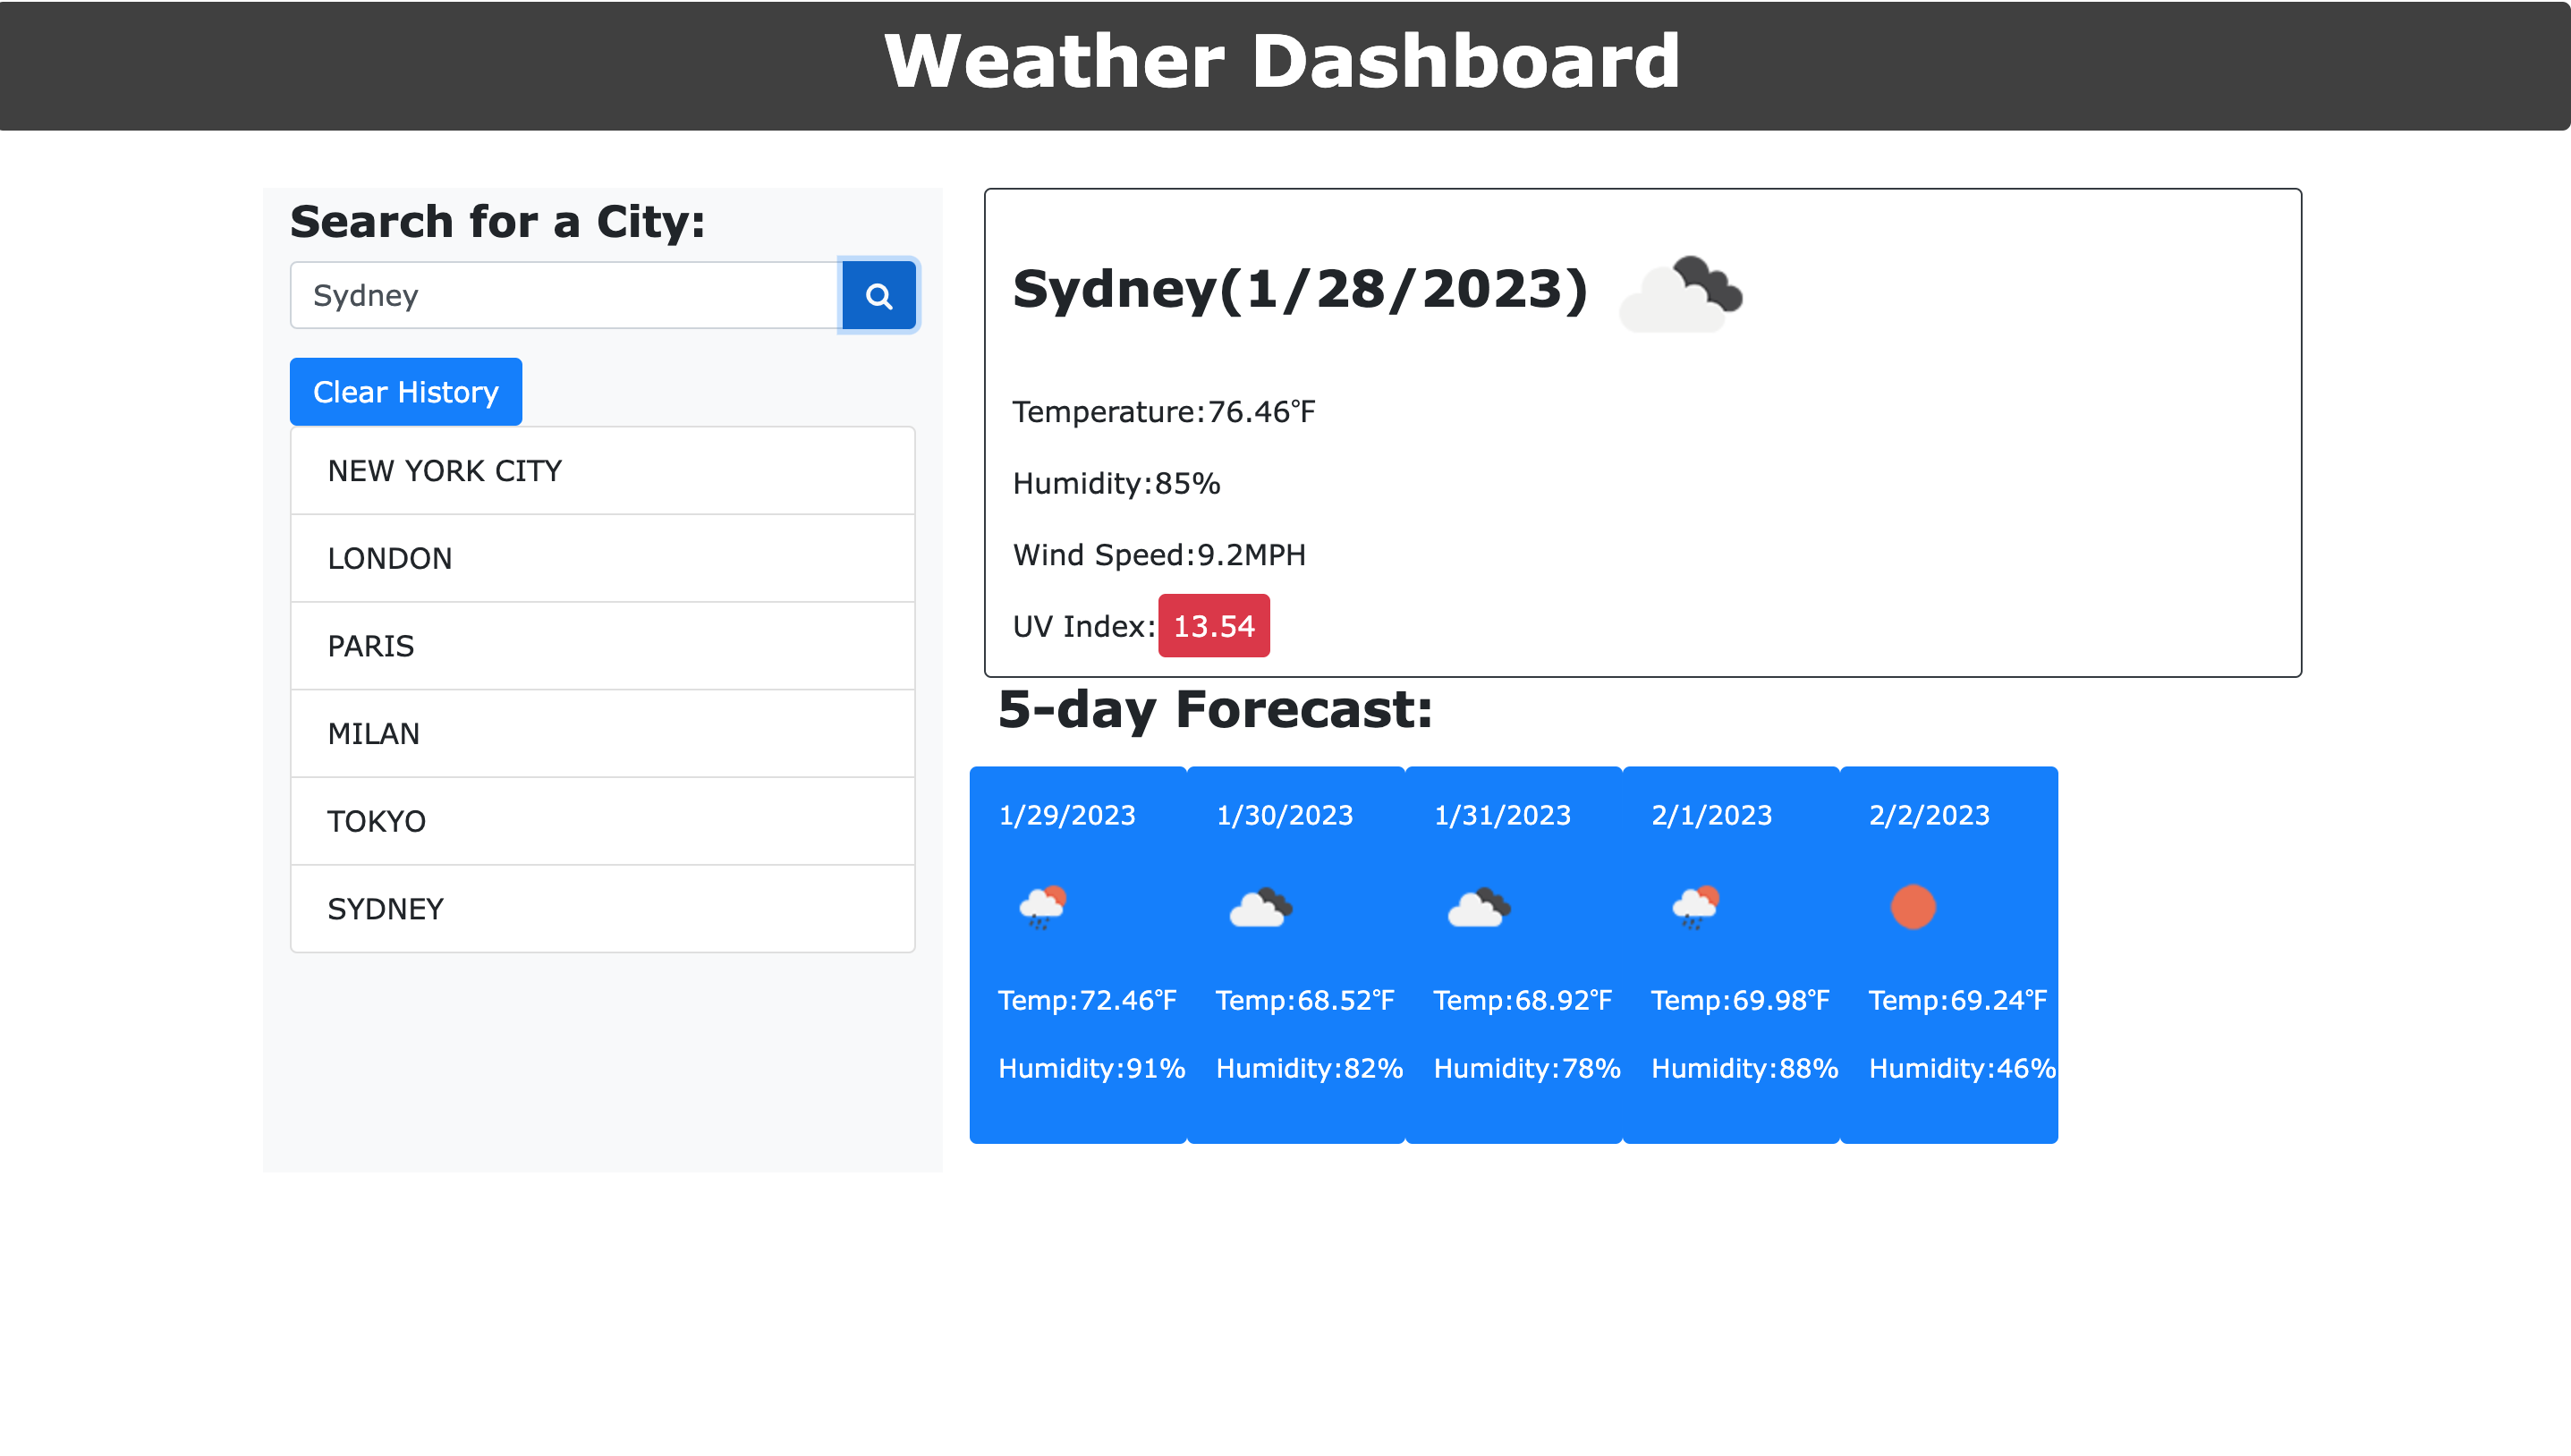 Weather Dashboard
Search for a City:
Sydney
Clear History
NEW YORK CITY
LONDON
PARIS
MILAN
TOKYO
SYDNEY
Sydney(1/28/2023)
Temperature:76.46°F
Humidity:85%
Wind Speed:9.2MPH
UV Index:13.54
5-day Forecast:
1/29/2023
Temp:72.46°F
Humidity:91%
1/30/2023
Temp:68.52°F
Humidity:82%
1/31/2023
Temp:68.92°F
Humidity:78%
2/1/2023
Temp:69.98°F
Humidity:88%
2/2/2023
Temp:69.24°F
Humidity:46%